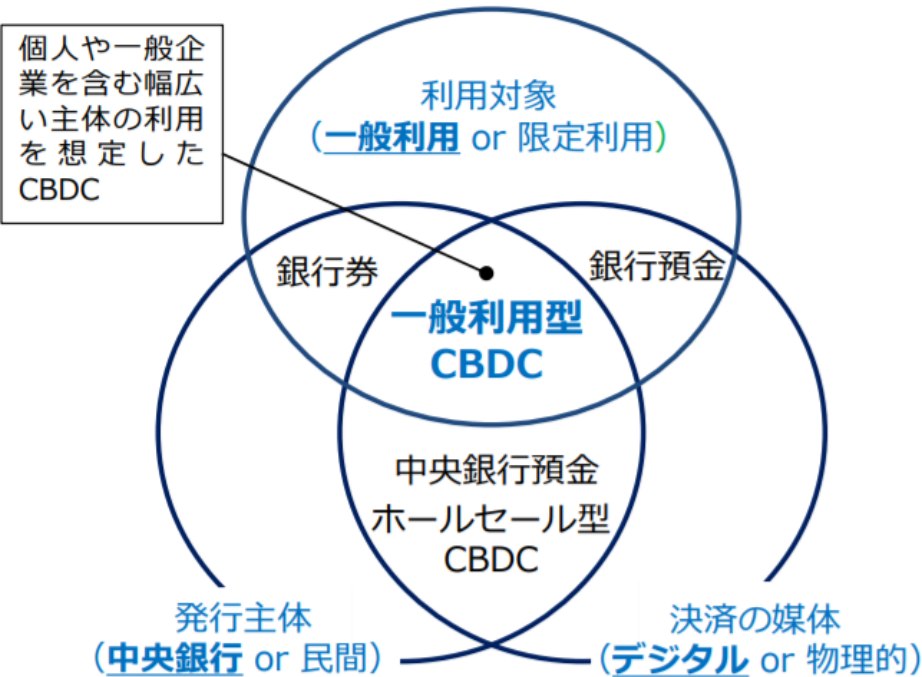 個人や一般企
業を含む幅広
い主体の利用
を想定した
CBDC
利用対象
（一般利用 or 限定利用）
銀行券
銀行預金
一般利用型
CBDC
中央銀行預金
ホールセール型
CBDC
発行主体
（中央銀行 or 民間）
決済の媒体
（デジタル or 物理的）